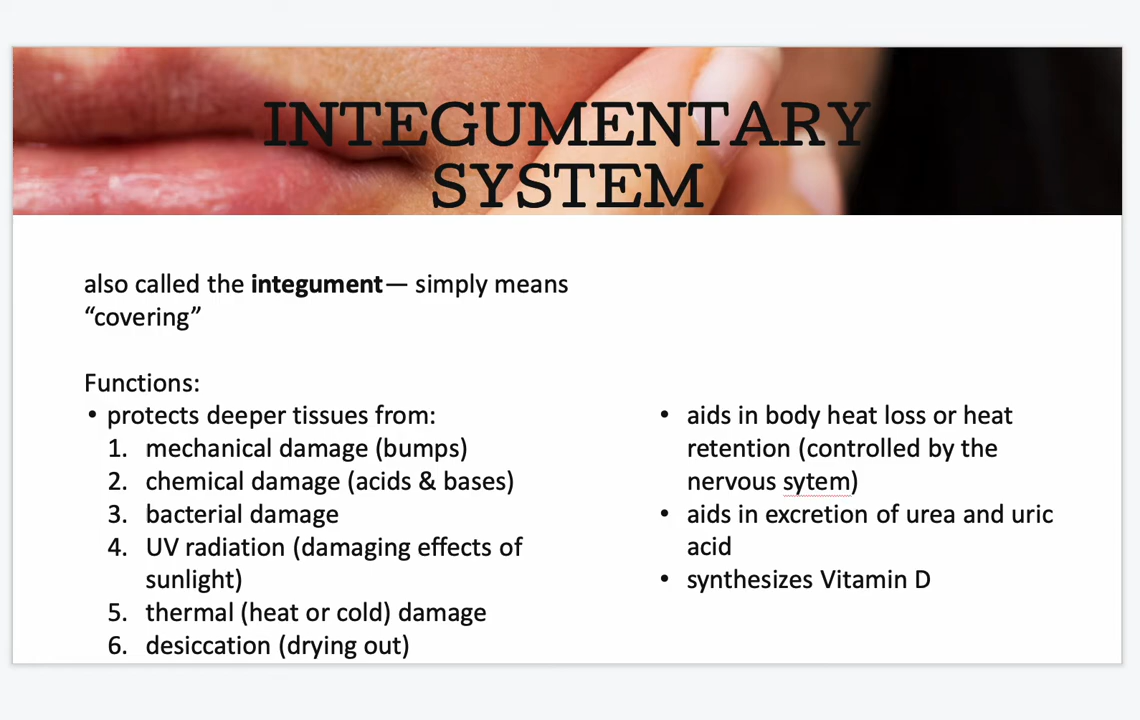 INTEGUMENTARY
SYSTEM
also called the integument— simply means
“covering”
Functions:
• protects deeper tissues from:
1. mechanical damage (bumps)
2. chemical damage (acids & bases)
3. bacterial damage
4. UV radiation (damaging effects of
sunlight)
5. thermal (heat or cold) damage
6. desiccation (drying out)
• aids in body heat loss or heat
retention (controlled by the
nervous sytem)
• aids in excretion of urea and uric
acid
• synthesizes Vitamin D